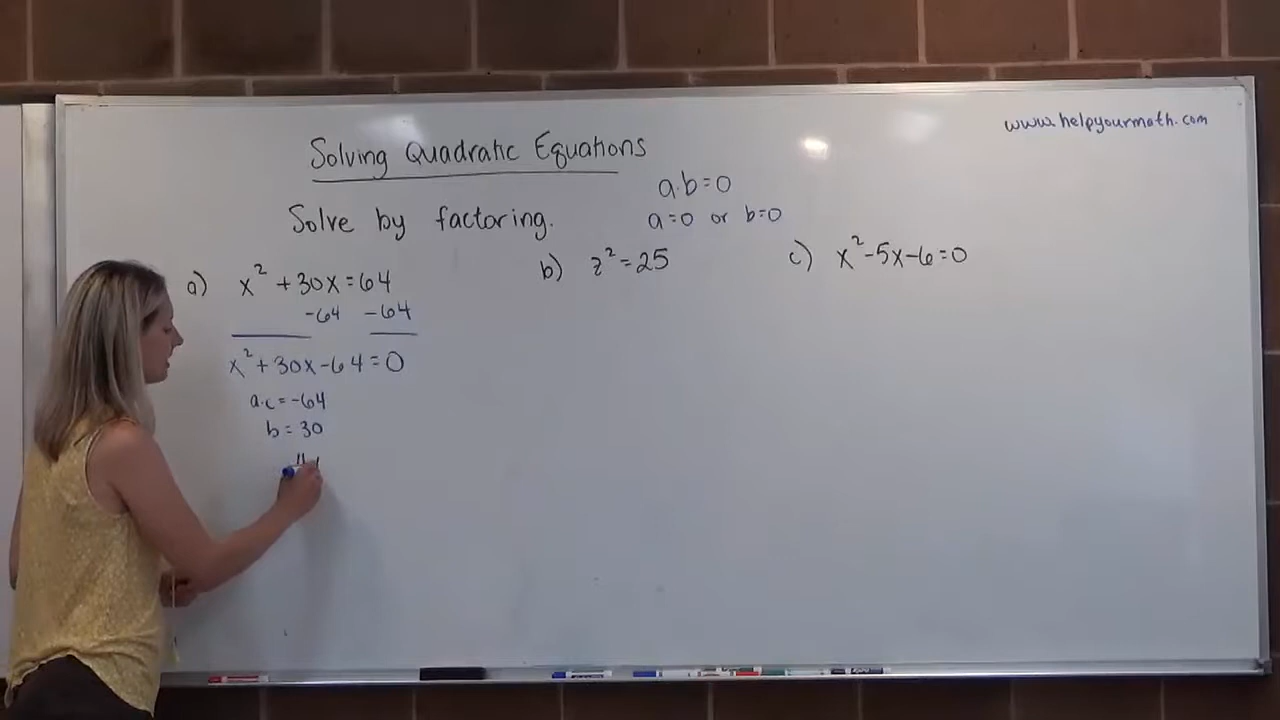 www.helpyourmath.com
Solving Quadratic Equations
a·b=0
a=0 or b=0
Solve by factoring.
a) x²+30x=64
-64 -64
x²+30x-64=0
a·c=-64
b=30
b) z²=25
c) x²-5x-6=0